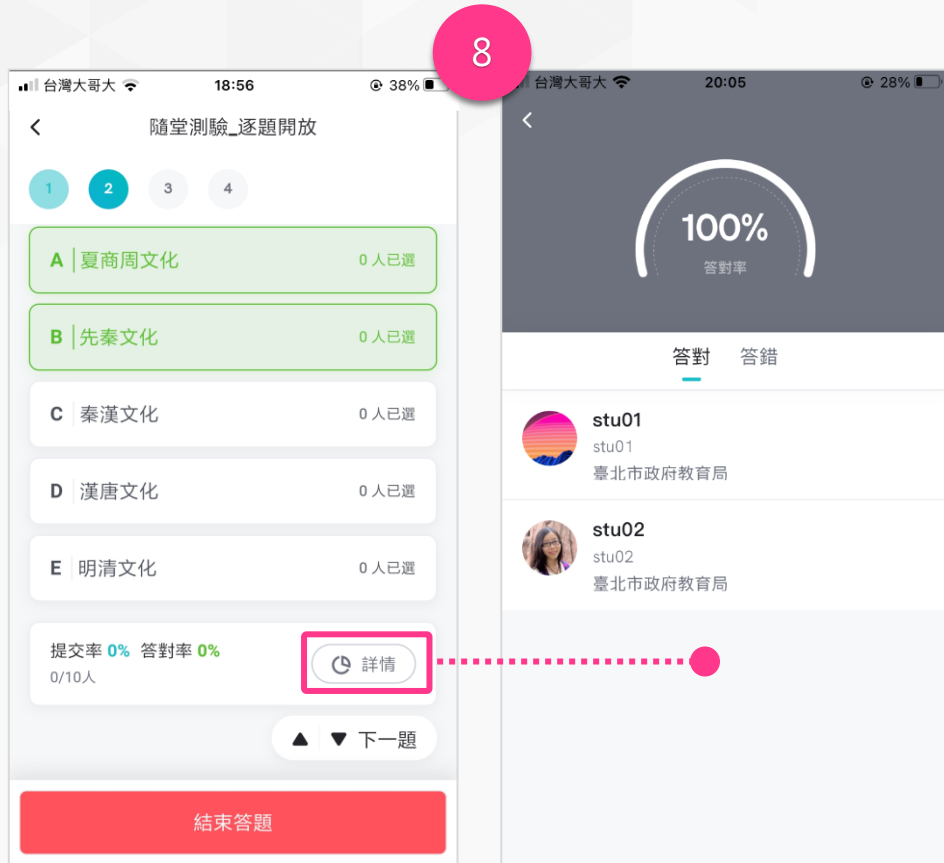 8
台灣大哥大
18:56
38%
隨堂測驗_逐題開放
1 2 3 4
A 夏商周文化 0 人已選
B 先秦文化 0 人已選
C 秦漢文化 0 人已選
D 漢唐文化 0 人已選
E 明清文化 0 人已選
提交率 0% 答對率 0%
0/10人
詳情
下一題
結束答題
台灣大哥大
20:05
28%
100%
答對率
答對 答錯
stu01
stu01
臺北市政府教育局
stu02
stu02
臺北市政府教育局